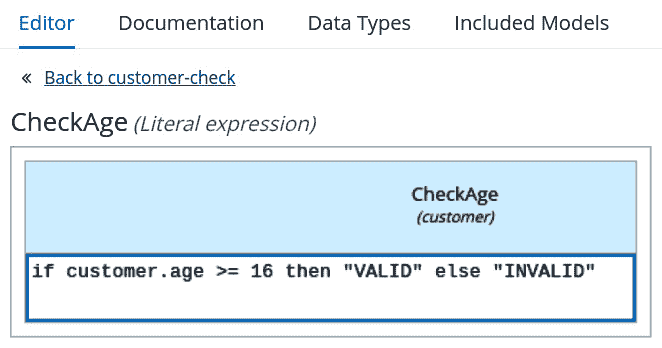 Editor Documentation Data Types Included Models
« Back to customer-check
CheckAge (Literal expression)
CheckAge
(customer)
if customer.age >= 16 then "VALID" else "INVALID"